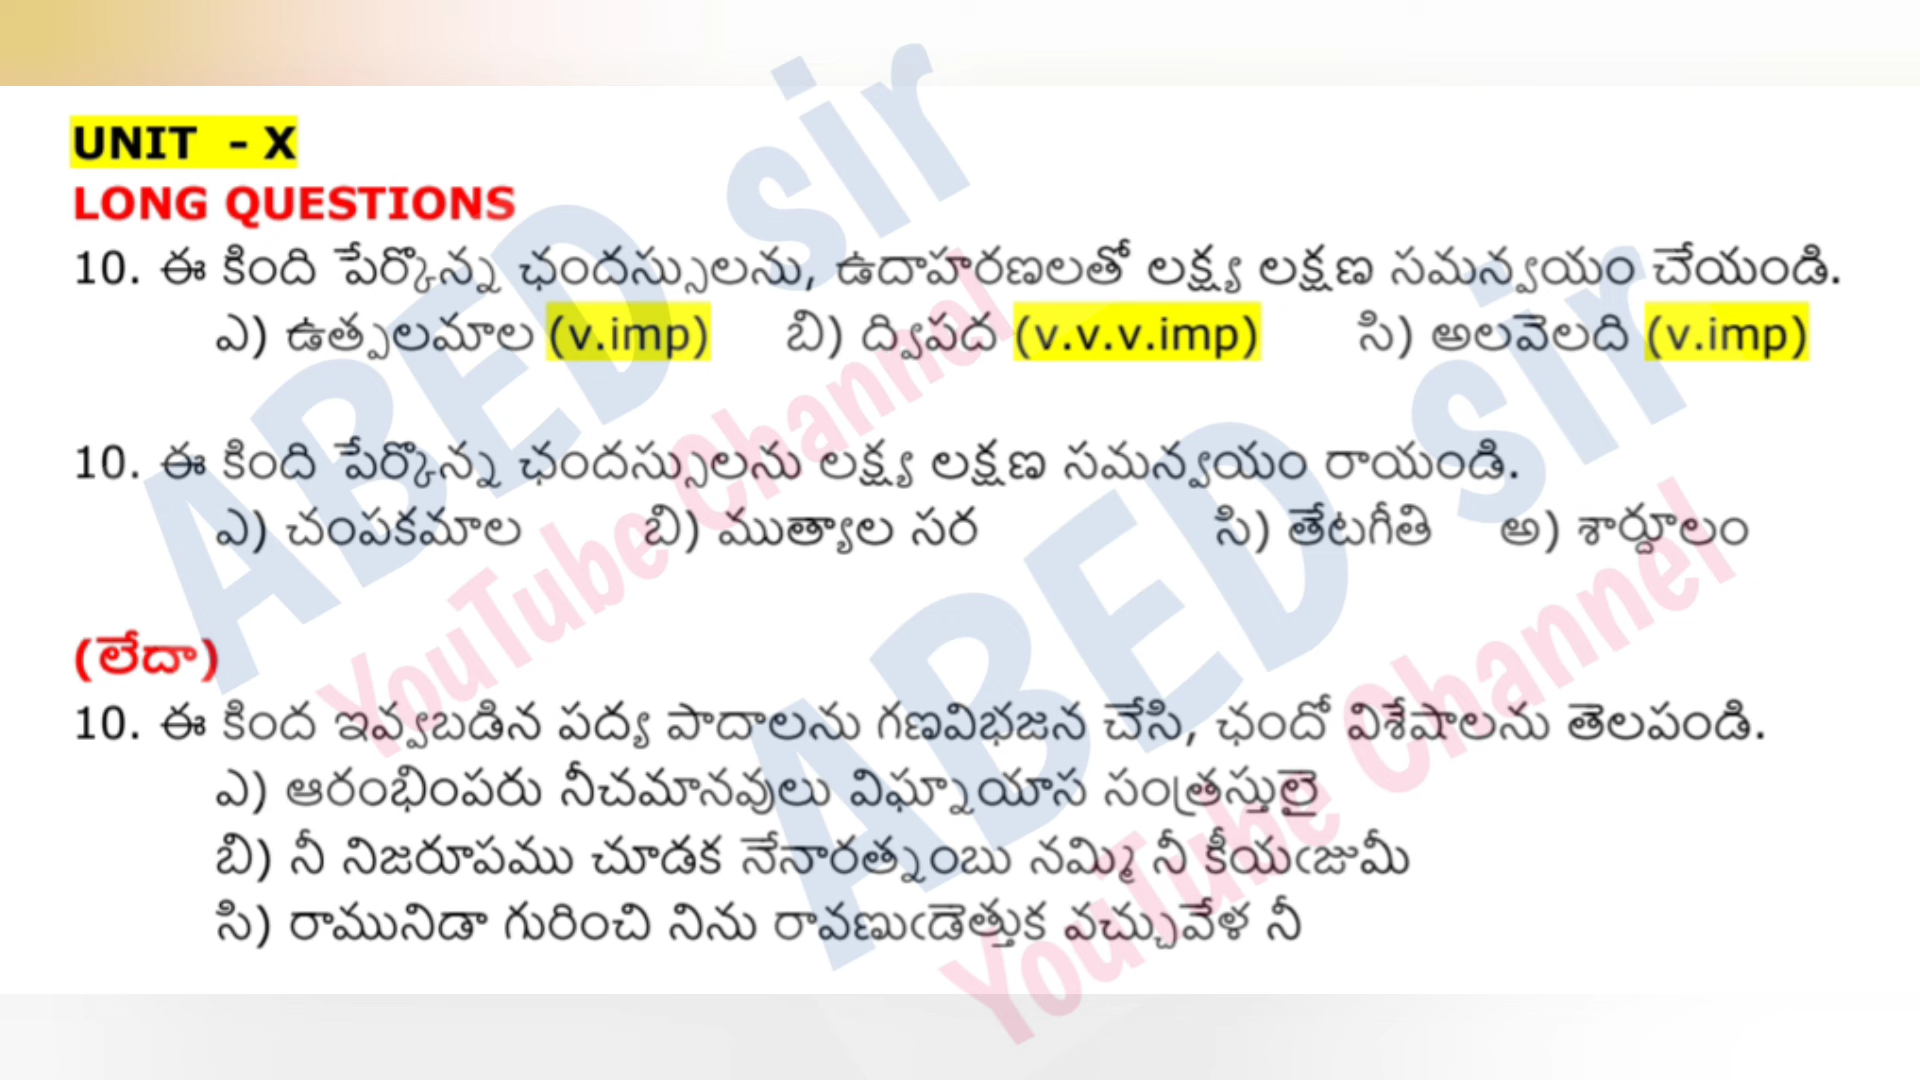 UNIT - X
LONG QUESTIONS
10. ఈ కింది పేర్కొన్న ఛందస్సులను, ఉదాహరణలతో లక్ష్య లక్షణ సమన్వయం చేయండి.
ఎ) ఉత్పలమాల (v.imp) బి) ద్విపద (v.v.v.imp) సి) అలవెలది (v.imp)
10. ఈ కింది పేర్కొన్న ఛందస్సులను లక్ష్య లక్షణ సమన్వయం రాయండి.
ఎ) చంపకమాల బి) ముత్యాల సర సి) తేటగీతి అ) శార్దూలం
(లేదా)
10. ఈ కింద ఇవ్వబడిన పద్య పాదాలను గణవిభజన చేసి, ఛందో విశేషాలను తెలపండి.
ఎ) ఆరంభింపరు నీచమానవులు విఘ్నాయాస సంత్రస్తులై
బి) నీ నిజరూపము చూడక నేనారత్నంబు నమ్మి నీ కీయఁజుమీ
సి) రామునిడా గురించి నిను రావణుఁడెత్తుక వచ్చువేళ నీ
ABED sir
YouTube Channel
ABED sir
YouTube Channel